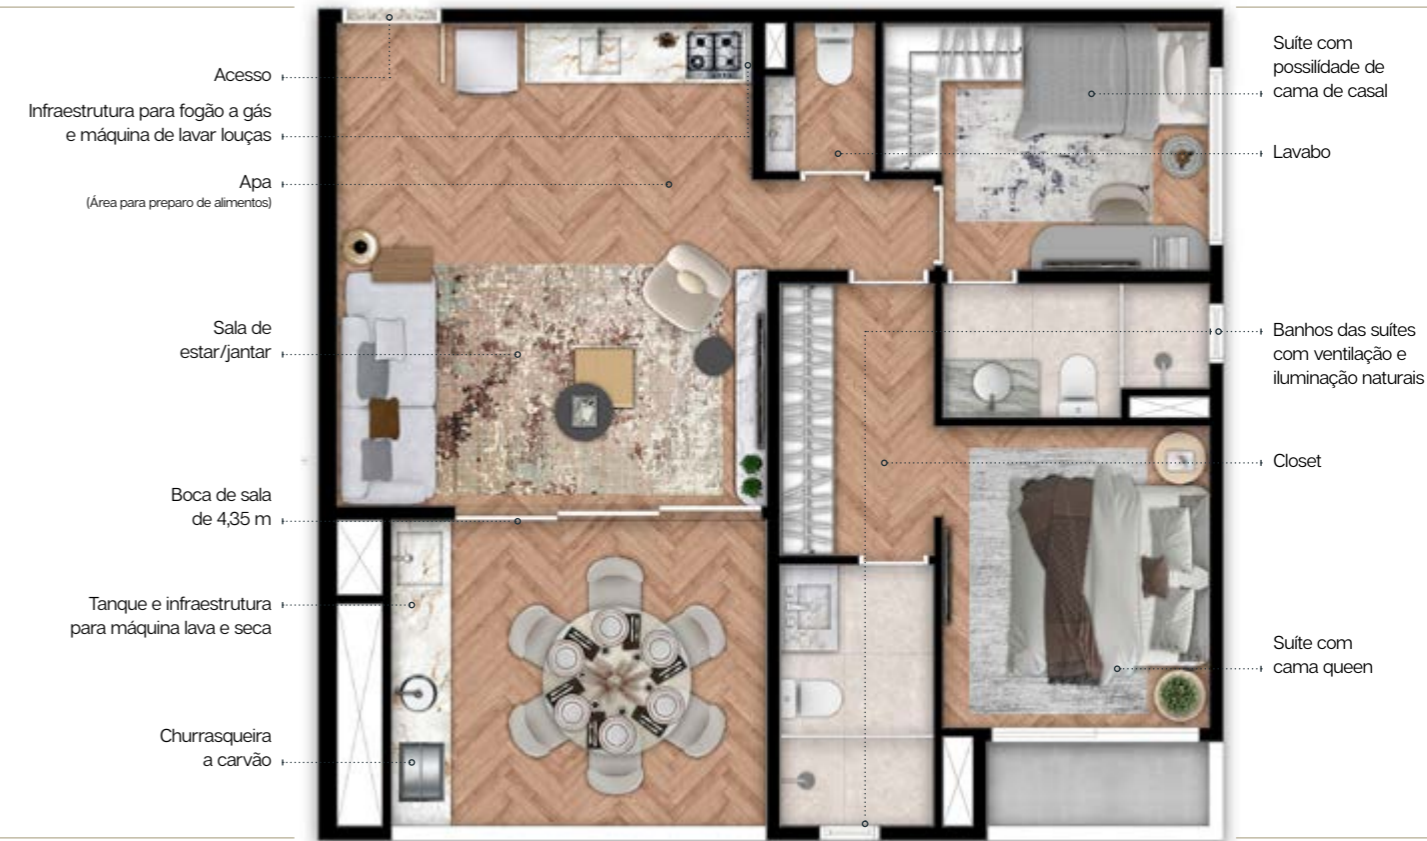 Acesso
Infraestrutura para fogão a gás
e máquina de lavar louças
Apa
(Área para preparo de alimentos)
Sala de
estar/jantar
Boca de sala
de 4,35 m
Tanque e infraestrutura
para máquina lava e seca
Churrasqueira
a carvão
Suíte com
possilidade de
cama de casal
Lavabo
Banhos das suítes
com ventilação e
iluminação naturais
Closet
Suíte com
cama queen